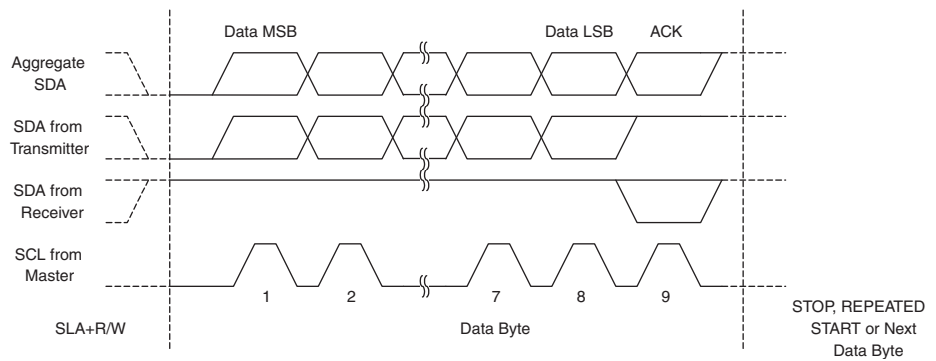 Data MSB
Data LSB
ACK
Aggregate
SDA
SDA from
Transmitter
SDA from
Receiver
SCL from
Master
1
2
7
8
9
SLA+R/W
Data Byte
STOP, REPEATED
START or Next
Data Byte